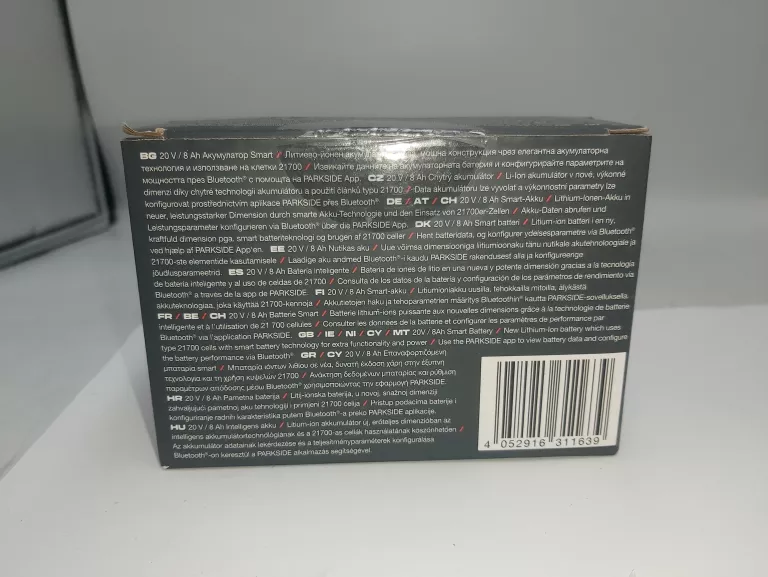 BG 20 V / 8 Ah Акумулатор Smart / Литиево-йонен мощна конструкция чрез елегантна акумулаторна
технология и използване на клетки 21700 / Извикайте данните на акумулаторната батерия и конфигурирайте параметрите на
мощността през Bluetooth® с помощта на PARKSIDE App. CZ 20 V / 8 Ah Chytrý akumulátor / Li-Ion akumulátor v nové, výkonné
dimenzi díky chytré technologii akumulátoru a použití článků typu 21700 / Data akumulátoru lze vyvolat a výkonnostní parametry lze
konfigurovat prostřednictvím aplikace PARKSIDE přes Bluetooth® DE / AT / CH 20 V / 8 Ah Smart-Akku / Lithium-Ionen-Akku in
neuer, leistungsstarker Dimension durch smarte Akku-Technologie und den Einsatz von 21700er-Zellen / Akku-Daten abrufen und
Leistungsparameter konfigurieren via Bluetooth® über die PARKSIDE App. DK 20 V / 8 Ah Smart batteri / Litium-ion batteri i en ny,
kraftfuld dimension pga. smart batteriteknologi og brugen af 21700 celler / Hent batteridata, og konfigurer ydelsesparametre via Bluetooth®
ved hjælp af PARKSIDE App'en. EE 20 V / 8 Ah Nutikas aku / Uue võimsa dimensiooniga liitiumioonaku tänu nutikale akutehnoloogiale ja
21700-ste elementide kasutamisele / Laadige aku andmed Bluetooth®-i kaudu PARKSIDE rakendusest alla ja konfigureerige
jõudlusparameetrid. ES 20 V / 8 Ah Batería inteligente / Batería de iones de litio en una nueva y potente dimensión gracias a la tecnología
de batería inteligente y al uso de celdas de 21700 / Consulta de los datos de la batería y configuración de los parámetros de rendimiento vía
Bluetooth® a través de la app de PARKSIDE. FI 20 V / 8 Ah Smart-akku / Litiumioniakku uusilla, tehokkailla mitoilla, älykästä
akkuteknologiaa, joka käyttää 21700-kennoja / Akkutietojen haku ja tehoparametrien määritys Bluetoothin® kautta PARKSIDE-sovelluksella.
FR / BE / CH 20 V / 8 Ah Batterie Smart / Batterie lithium-ions puissante aux nouvelles dimensions grâce à la technologie de batterie
intelligente et à l'utilisation de 21 700 cellules / Consulter les données de la batterie et configurer les paramètres de performance par
Bluetooth® via l'application PARKSIDE. GB / IE / NI / CY / MT 20 V / 8Ah Smart Battery / New Lithium-Ion battery which uses
type 21700 cells with smart battery technology for extra functionality and power / Use the PARKSIDE app to view battery data and configure
the battery performance via Bluetooth® GR / CY 20 V / 8 Ah Επαναφορτιζόμενη
μπαταρία smart / Μπαταρία ιόντων λιθίου σε νέα, δυνατή έκδοση χάρη στην έξυπνη
τεχνολογία και τη χρήση κυψελών 21700 / Ανάκτηση δεδομένων μπαταρίας και ρύθμιση
παραμέτρων απόδοσης μέσω Bluetooth® χρησιμοποιώντας την εφαρμογή PARKSIDE.
HR 20 V / 8 Ah Pametna baterija / Litij-ionska baterija, u novoj, snažnoj dimenziji
zahvaljujući pametnoj aku tehnologiji i primjeni 21700 ćelija / Pristup podacima baterije i
konfiguriranje radnih karakteristika putem Bluetooth®-a preko PARKSIDE aplikacije.
HU 20 V / 8 Ah Intelligens akku / Lítium-ion akkumulátor új, erőteljes dimenzióban az
intelligens akkumulátortechnológiának és a 21700-as cellák használatának köszönhetően /
Az akkumulátor adatainak lekérdezése és a teljesítményparaméterek konfigurálása
Bluetooth®-on keresztül a PARKSIDE alkalmazás segítségével.
4 052916 311639